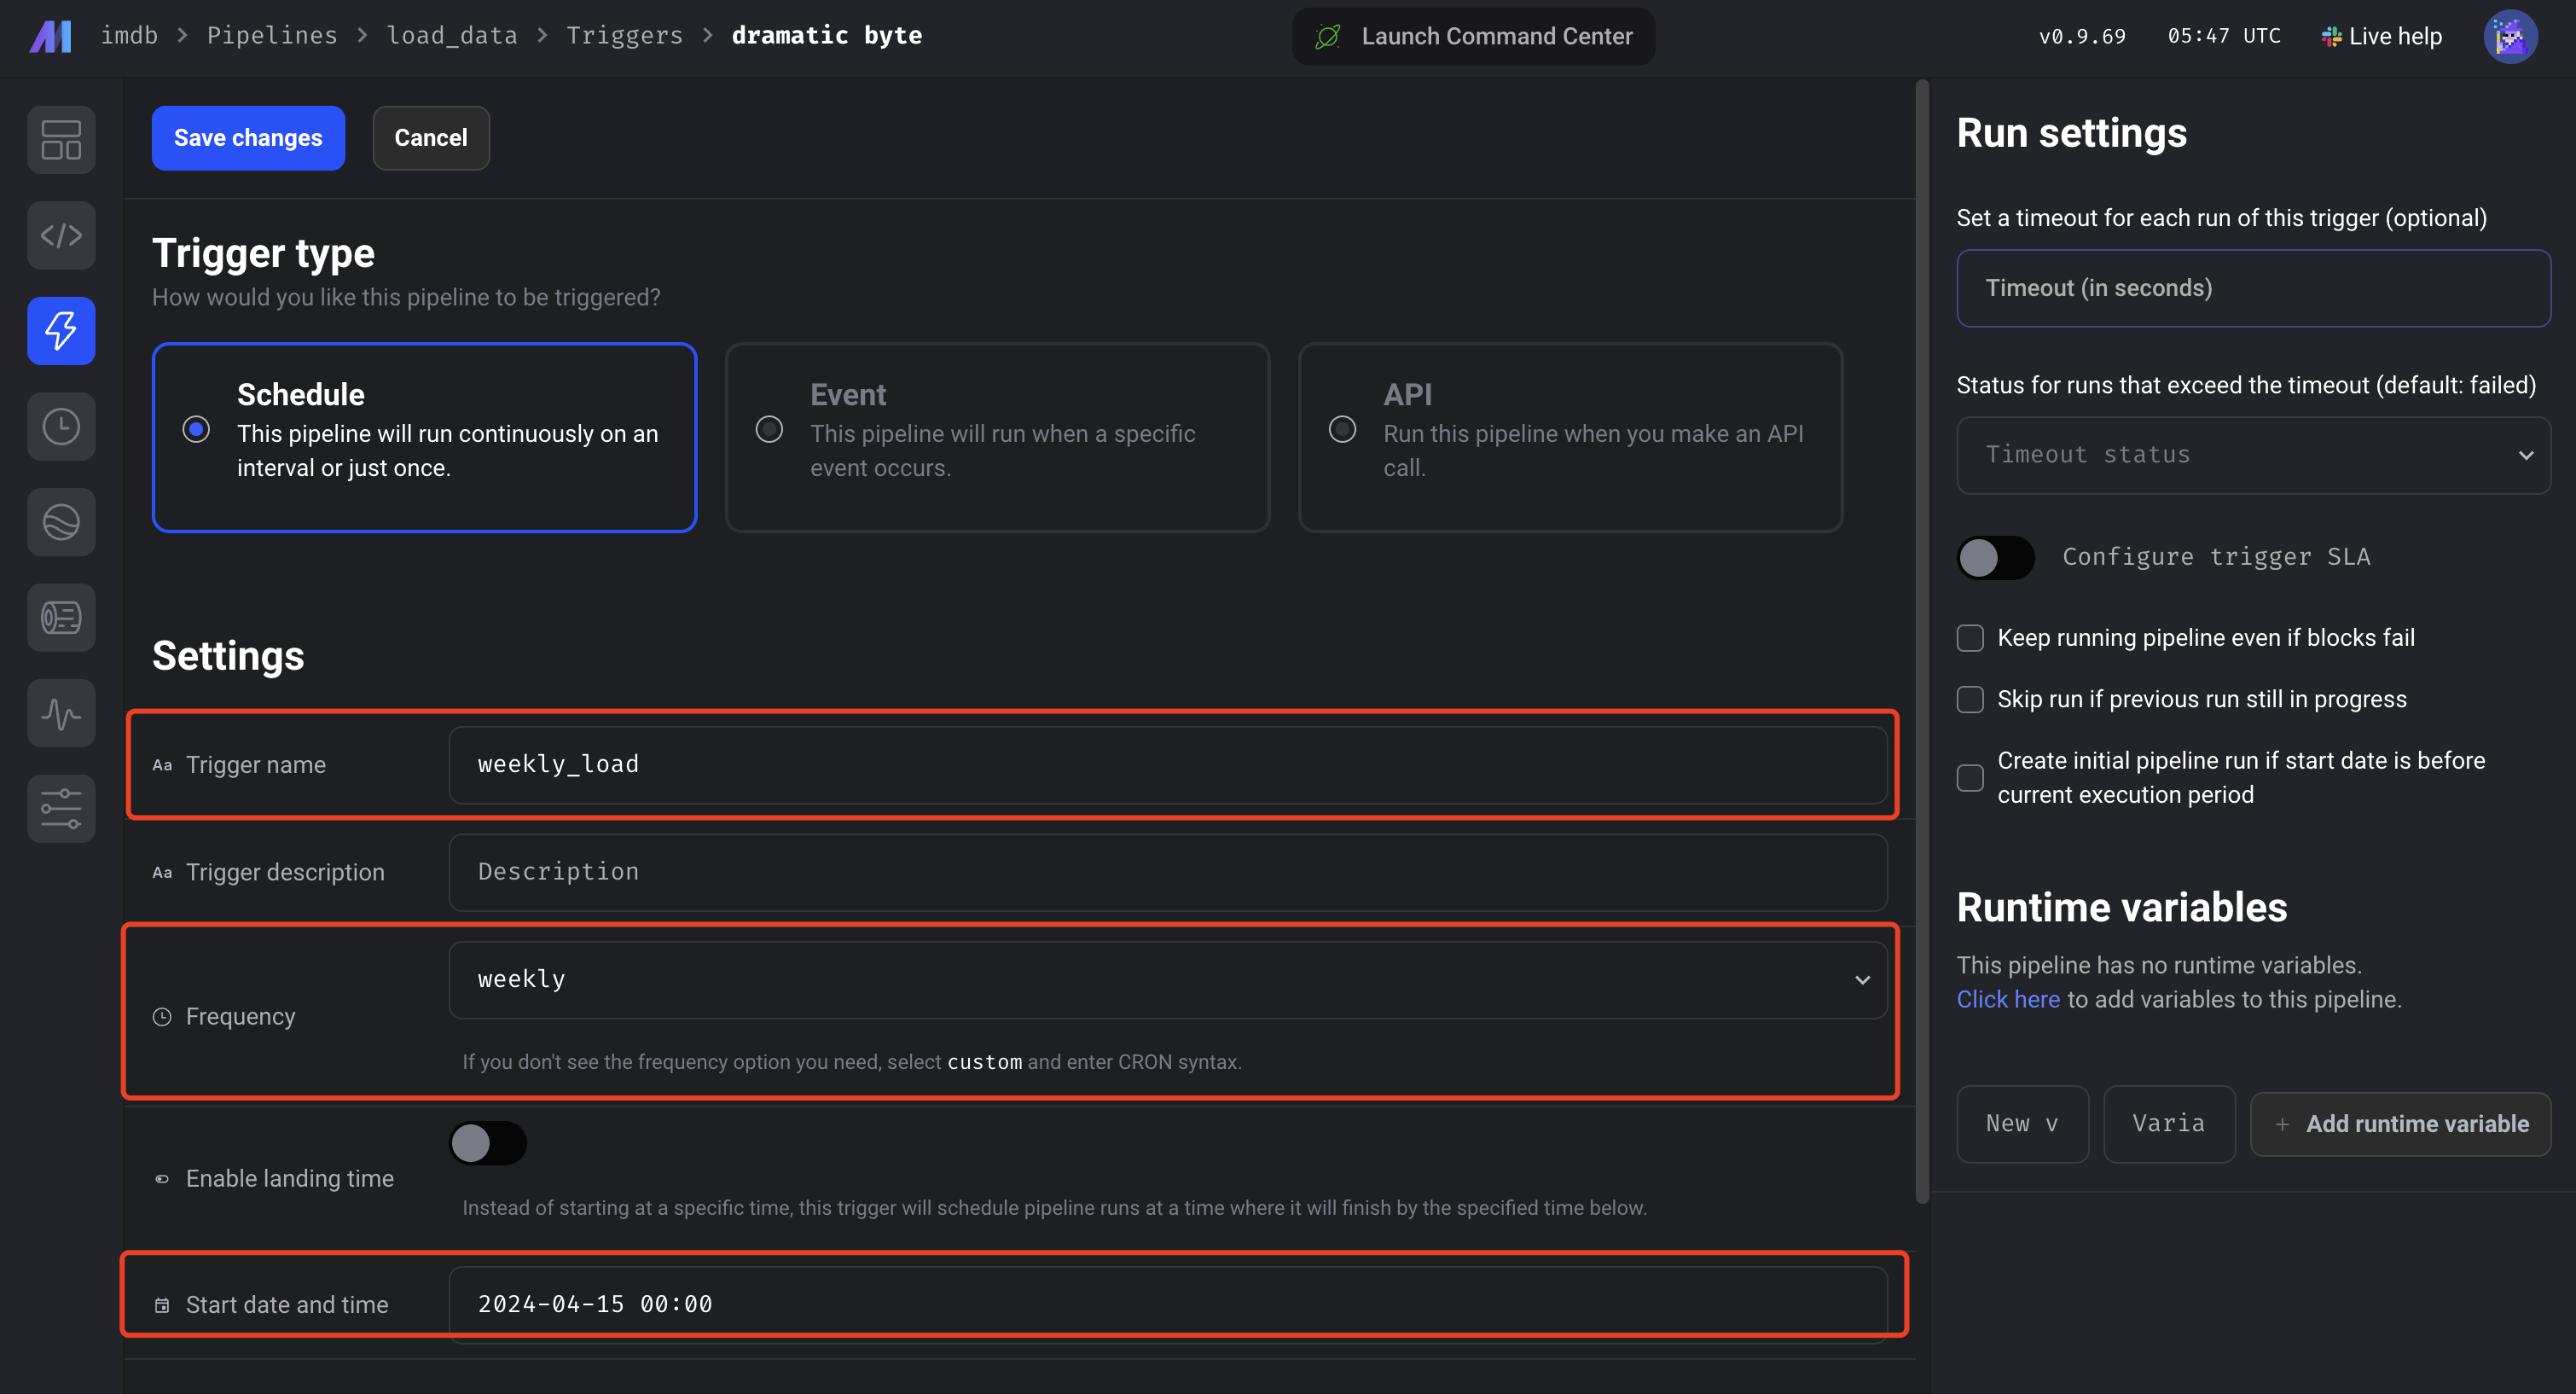 imdb > Pipelines > load_data > Triggers > dramatic byte
Launch Command Center
v0.9.69
05:47 UTC
Live help
Save changes
Cancel
Trigger type
How would you like this pipeline to be triggered?
Schedule
This pipeline will run continuously on an
interval or just once.
Event
This pipeline will run when a specific
event occurs.
API
Run this pipeline when you make an API
call.
Settings
Aa Trigger name
weekly_load
Aa Trigger description
Description
Frequency
weekly
If you don't see the frequency option you need, select custom and enter CRON syntax.
Enable landing time
Instead of starting at a specific time, this trigger will schedule pipeline runs at a time where it will finish by the specified time below.
Start date and time
2024-04-15 00:00
Run settings
Set a timeout for each run of this trigger (optional)
Timeout (in seconds)
Status for runs that exceed the timeout (default: failed)
Timeout status
Configure trigger SLA
Keep running pipeline even if blocks fail
Skip run if previous run still in progress
Create initial pipeline run if start date is before
current execution period
Runtime variables
This pipeline has no runtime variables.
Click here to add variables to this pipeline.
New v
Varia
+ Add runtime variable